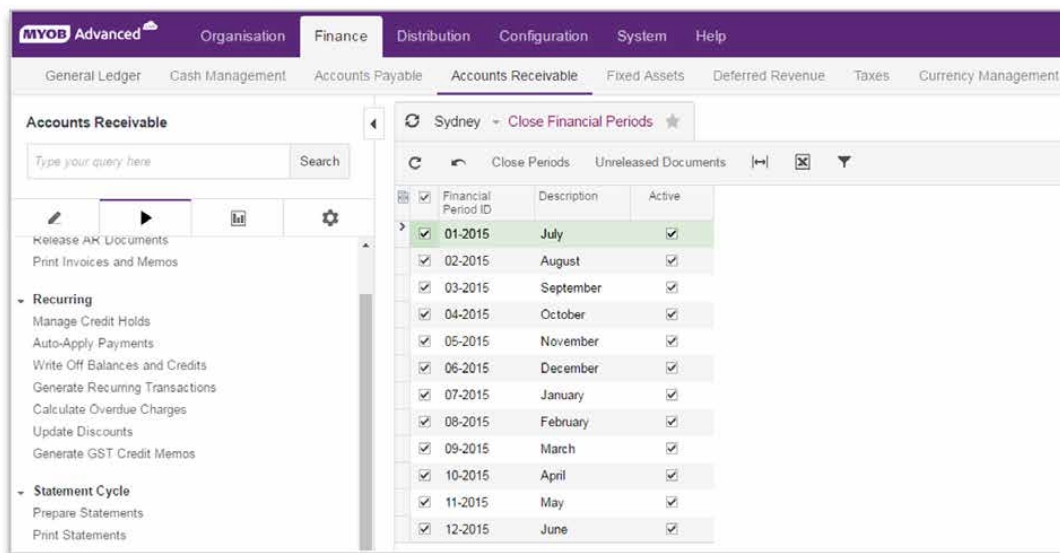 MYOB Advanced Organisation Finance Distribution Configuration System Help
General Ledger Cash Management Accounts Payable Accounts Receivable Fixed Assets Deferred Revenue Taxes Currency Management
Accounts Receivable
Type your query here Search
Release AR Documents
Print Invoices and Memos
Recurring
Manage Credit Holds
Auto-Apply Payments
Write Off Balances and Credits
Generate Recurring Transactions
Calculate Overdue Charges
Update Discounts
Generate GST Credit Memos
Statement Cycle
Prepare Statements
Print Statements
Sydney Close Financial Periods
Close Periods Unreleased Documents
Financial Period ID Description Active
01-2015 July
02-2015 August
03-2015 September
04-2015 October
05-2015 November
06-2015 December
07-2015 January
08-2015 February
09-2015 March
10-2015 April
11-2015 May
12-2015 June